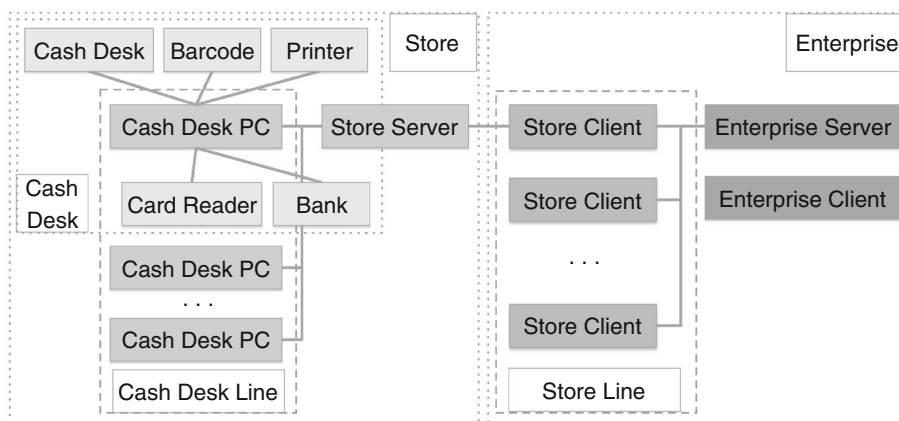 Cash Desk
Barcode
Printer
Store
Enterprise
Cash Desk PC
Store Server
Store Client
Enterprise Server
Cash
Desk
Card Reader
Bank
Store Client
Enterprise Client
Cash Desk PC
. . .
. . .
Cash Desk PC
Store Client
Cash Desk Line
Store Line